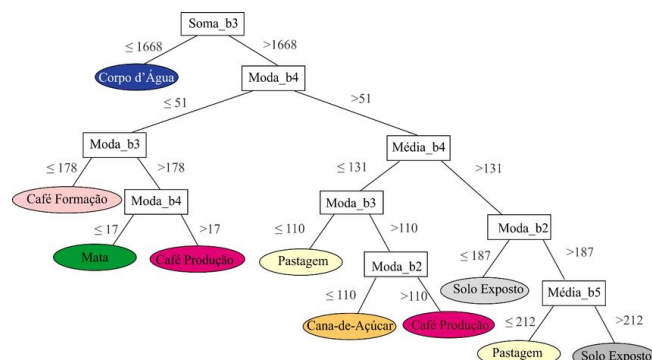 Soma_b3
≤ 1668 >1668
Corpo d'Água Moda_b4
≤ 51 >51
Moda_b3 Média_b4
≤ 178 >178 ≤ 131 >131
Café Formação Moda_b4 Moda_b3 Moda_b2
≤ 17 >17 ≤ 110 >110 ≤ 187 >187
Mata Café Produção Pastagem Moda_b2 Solo Exposto Média_b5
≤ 110 >110 ≤ 212 >212
Cana-de-Açúcar Café Produção Pastagem Solo Exposto